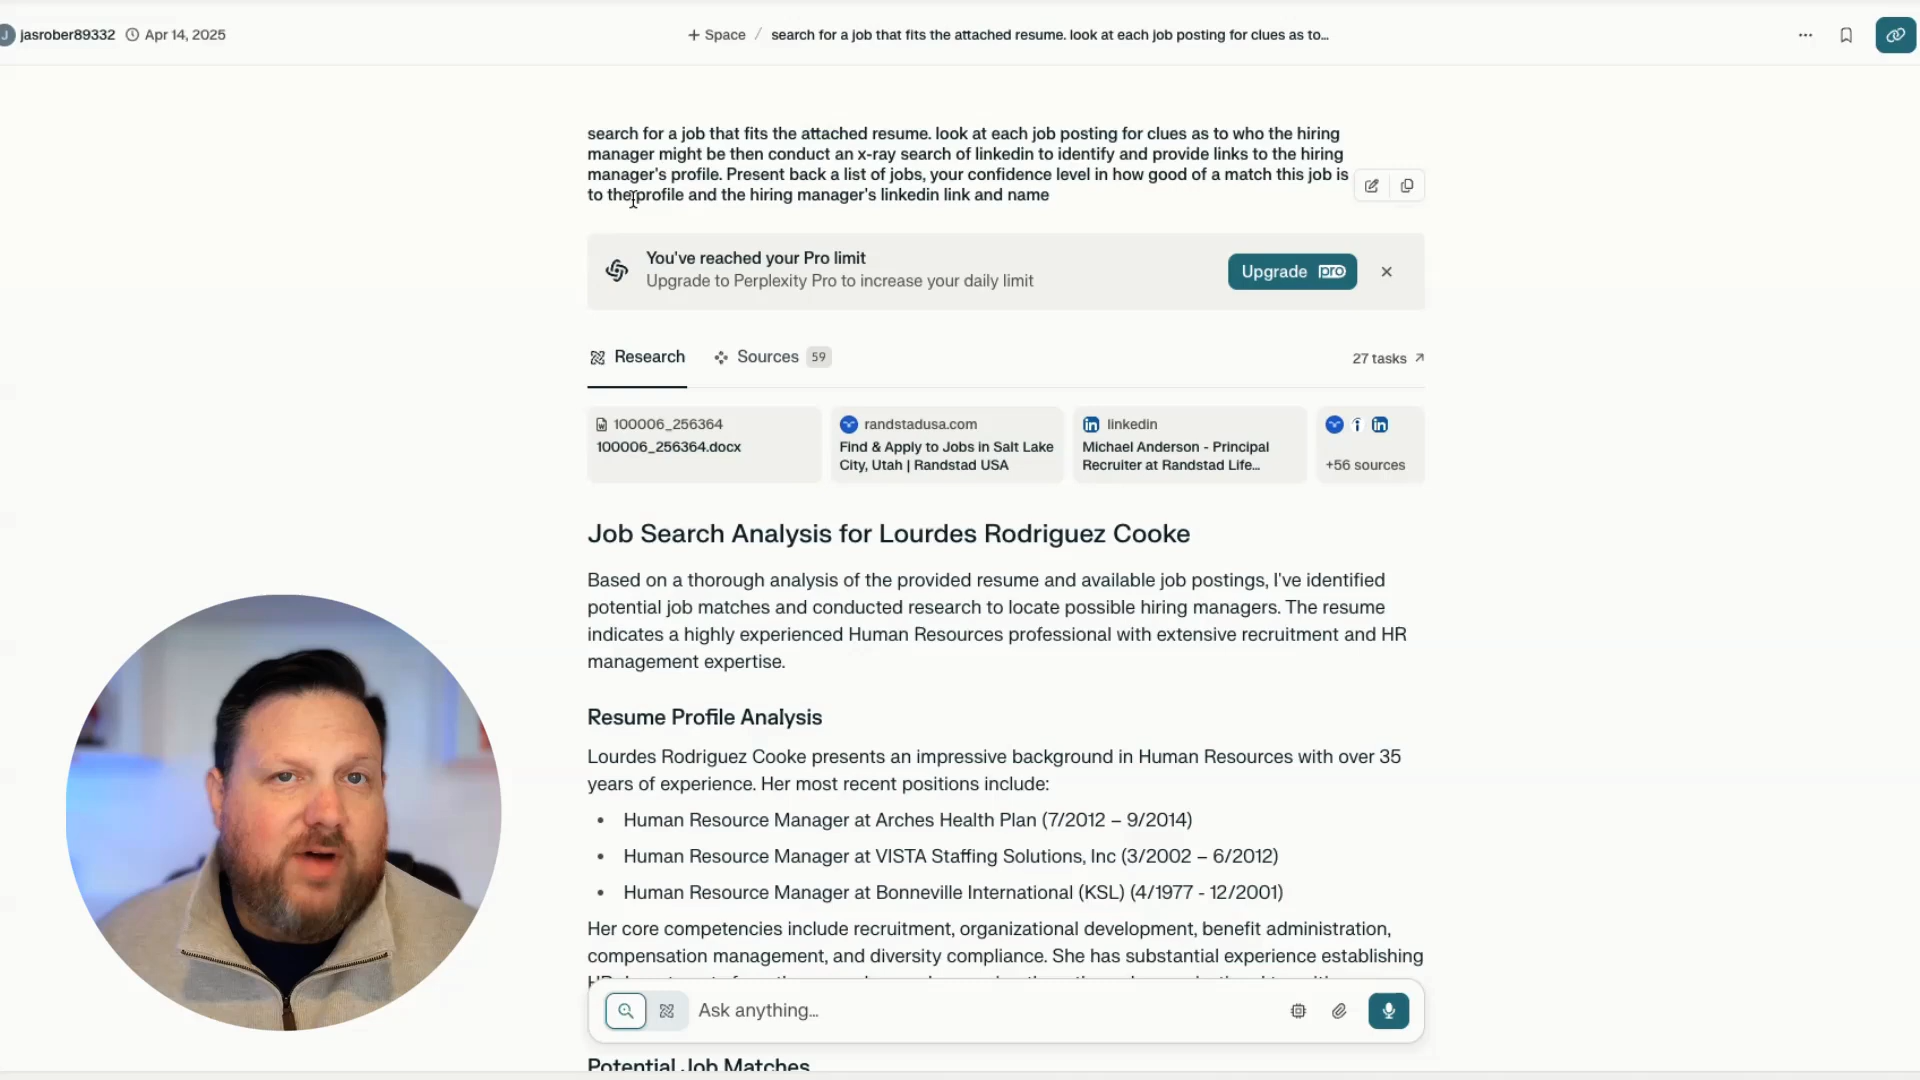 J jasrober89332 Apr 14, 2025
+ Space / search for a job that fits the attached resume. look at each job posting for clues as to...
search for a job that fits the attached resume. look at each job posting for clues as to who the hiring
manager might be then conduct an x-ray search of linkedin to identify and provide links to the hiring
manager's profile. Present back a list of jobs, your confidence level in how good of a match this job is
to the profile and the hiring manager's linkedin link and name
You've reached your Pro limit
Upgrade to Perplexity Pro to increase your daily limit
Upgrade pro
Research Sources 59
27 tasks
100006_256364
100006_256364.docx
randstadusa.com
Find & Apply to Jobs in Salt Lake
City, Utah | Randstad USA
linkedin
Michael Anderson - Principal
Recruiter at Randstad Life...
+56 sources
Job Search Analysis for Lourdes Rodriguez Cooke
Based on a thorough analysis of the provided resume and available job postings, I've identified
potential job matches and conducted research to locate possible hiring managers. The resume
indicates a highly experienced Human Resources professional with extensive recruitment and HR
management expertise.
Resume Profile Analysis
Lourdes Rodriguez Cooke presents an impressive background in Human Resources with over 35
years of experience. Her most recent positions include:
• Human Resource Manager at Arches Health Plan (7/2012 – 9/2014)
• Human Resource Manager at VISTA Staffing Solutions, Inc (3/2002 – 6/2012)
• Human Resource Manager at Bonneville International (KSL) (4/1977 - 12/2001)
Her core competencies include recruitment, organizational development, benefit administration,
compensation management, and diversity compliance. She has substantial experience establishing
Ask anything...
Potential Job Matches